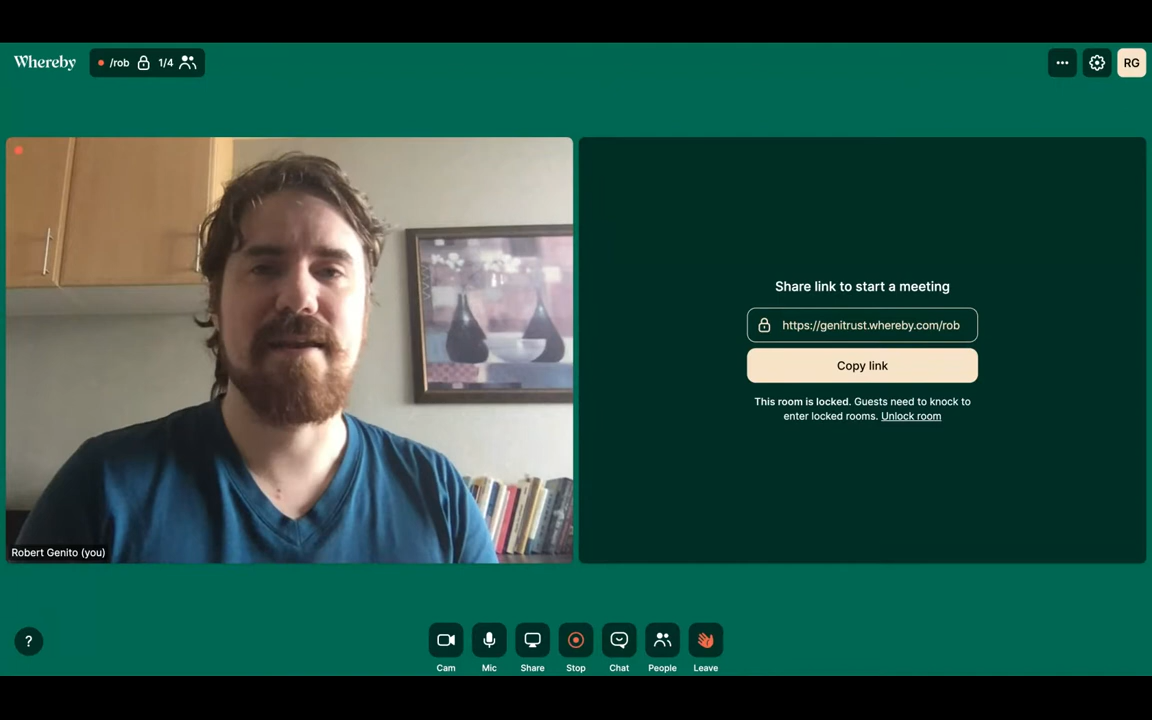 Whereby
/rob
1/4
...
RG
Share link to start a meeting
https://genitrust.whereby.com/rob
Copy link
This room is locked. Guests need to knock to
enter locked rooms. Unlock room
Robert Genito (you)
?
Cam
Mic
Share
Stop
Chat
People
Leave